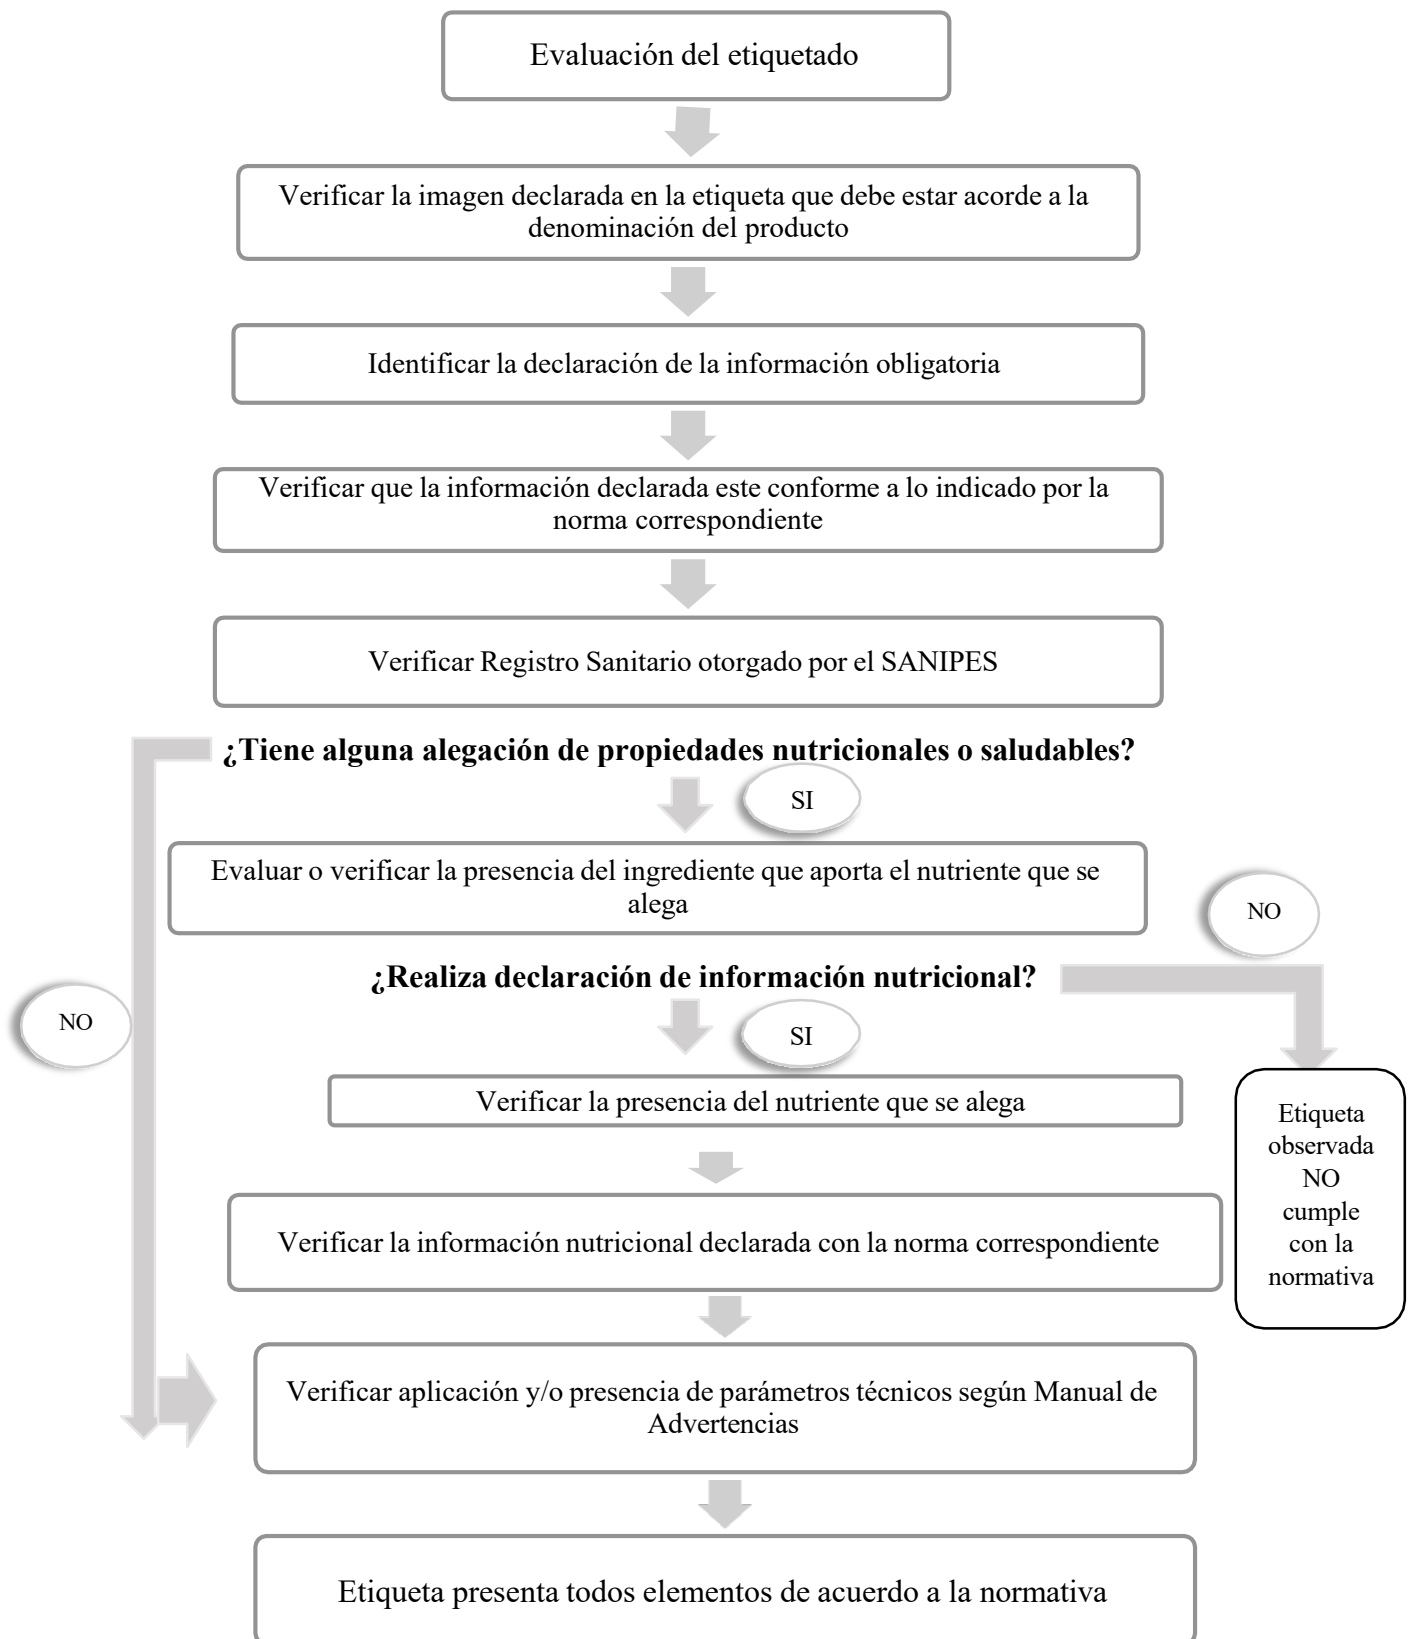 Evaluación del etiquetado
Verificar la imagen declarada en la etiqueta que debe estar acorde a la
denominación del producto
Identificar la declaración de la información obligatoria
Verificar que la información declarada este conforme a lo indicado por la
norma correspondiente
Verificar Registro Sanitario otorgado por el SANIPES
¿Tiene alguna alegación de propiedades nutricionales o saludables?
SI
Evaluar o verificar la presencia del ingrediente que aporta el nutriente que se
alega
NO
¿Realiza declaración de información nutricional?
NO
SI
Verificar la presencia del nutriente que se alega
Etiqueta
observada
NO
cumple
con la
normativa
Verificar la información nutricional declarada con la norma correspondiente
Verificar aplicación y/o presencia de parámetros técnicos según Manual de
Advertencias
Etiqueta presenta todos elementos de acuerdo a la normativa